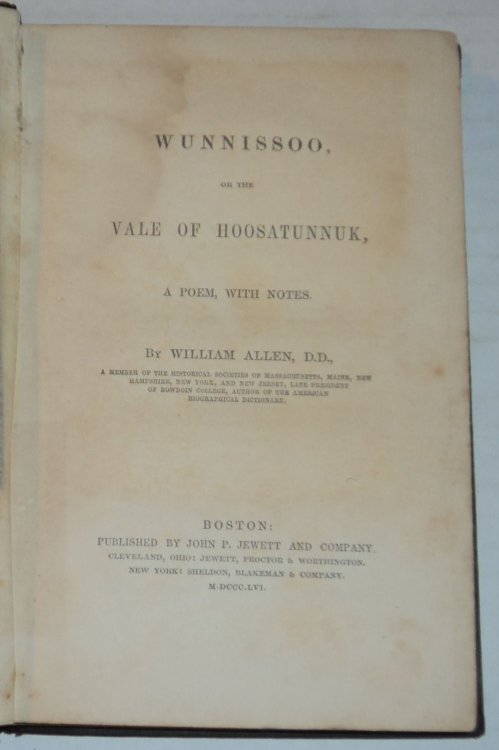 WUNNISSOO,
OR THE
VALE OF HOOSATUNNUK,
A POEM, WITH NOTES.
BY WILLIAM ALLEN, D.D.,
A MEMBER OF THE HISTORICAL SOCIETIES OF MASSACHUSETTS, MAINE, NEW
HAMPSHIRE, NEW YORK, AND NEW JERSEY, LATE PRESIDENT
OF BOWDOIN COLLEGE, AUTHOR OF THE AMERICAN
BIOGRAPHICAL DICTIONARY.
BOSTON:
PUBLISHED BY JOHN P. JEWETT AND COMPANY.
CLEVELAND, OHIO: JEWETT, PROCTOR & WORTHINGTON.
NEW YORK: SHELDON, BLAKEMAN & COMPANY.
M·DCCC.LVI.